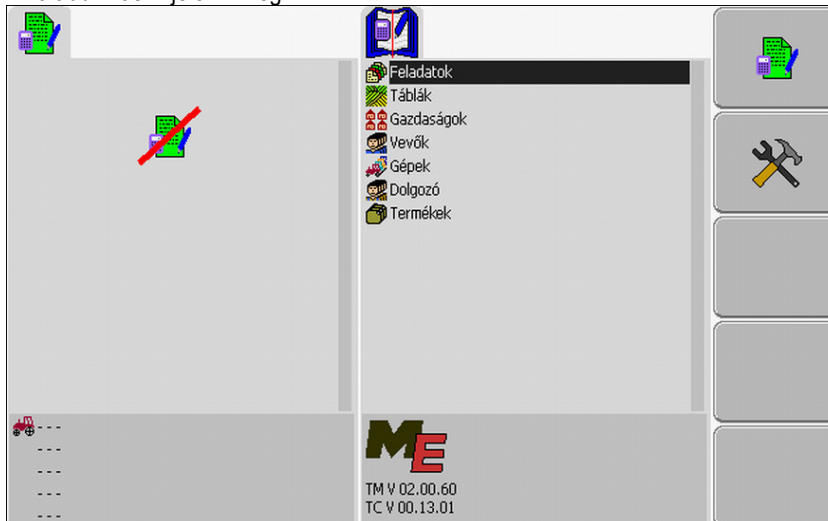 Feladatok
Táblák
Gazdaságok
Vevők
Gépek
Dolgozó
Termékek
---
---
---
---
---
ME
TM V 02.00.60
TC V 00.13.01